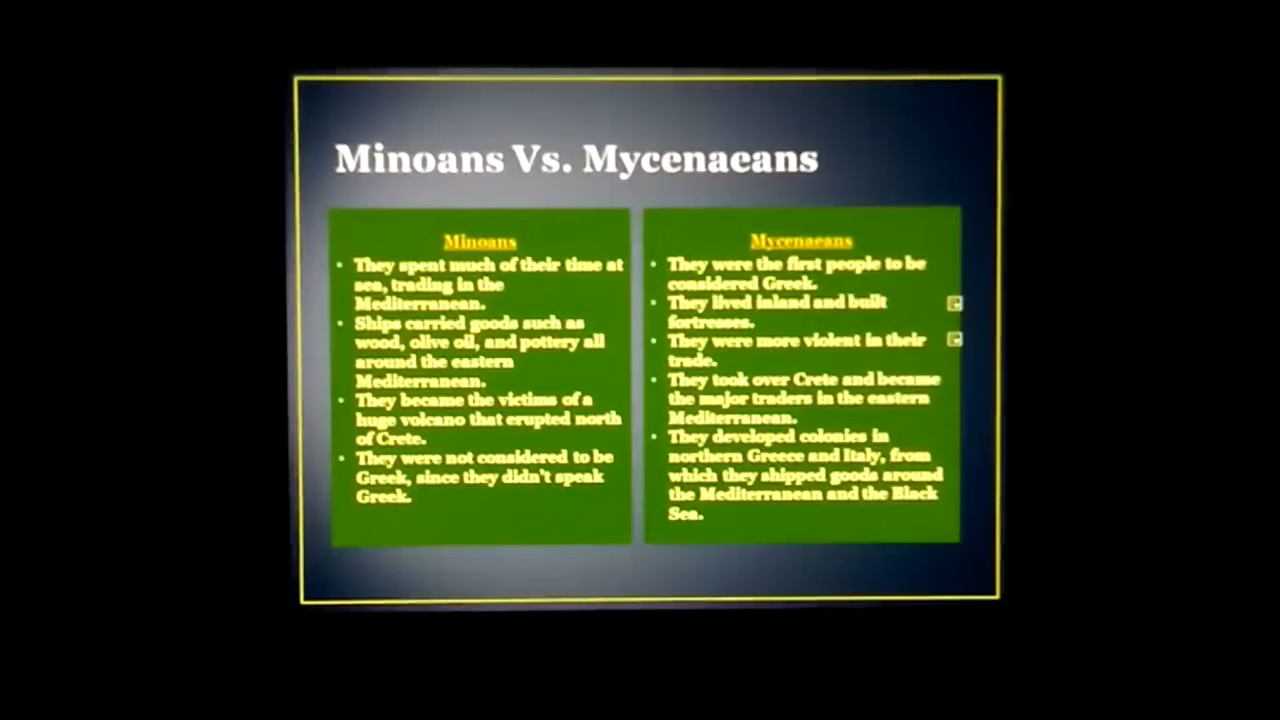 Minoans Vs. Mycenaeans
Minoans
• They spent much of their time at
sea, trading in the
Mediterranean.
• Ships carried goods such as
wood, olive oil, and pottery all
around the eastern
Mediterranean.
• They became the victims of a
huge volcano that erupted north
of Crete.
• They were not considered to be
Greek, since they didn't speak
Greek.
Mycenaeans
• They were the first people to be
considered Greek.
• They lived inland and built
fortresses.
• They were more violent in their
trade.
• They took over Crete and became
the major traders in the eastern
Mediterranean.
• They developed colonies in
northern Greece and Italy, from
which they shipped goods around
the Mediterranean and the Black
Sea.